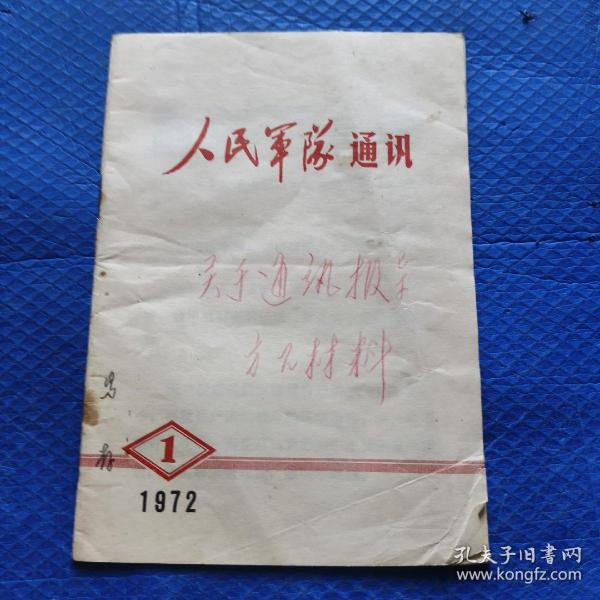 人民軍隊通讯
关于通讯报导
方面材料
1
1972
孔夫子旧書网
www.kongfz.com